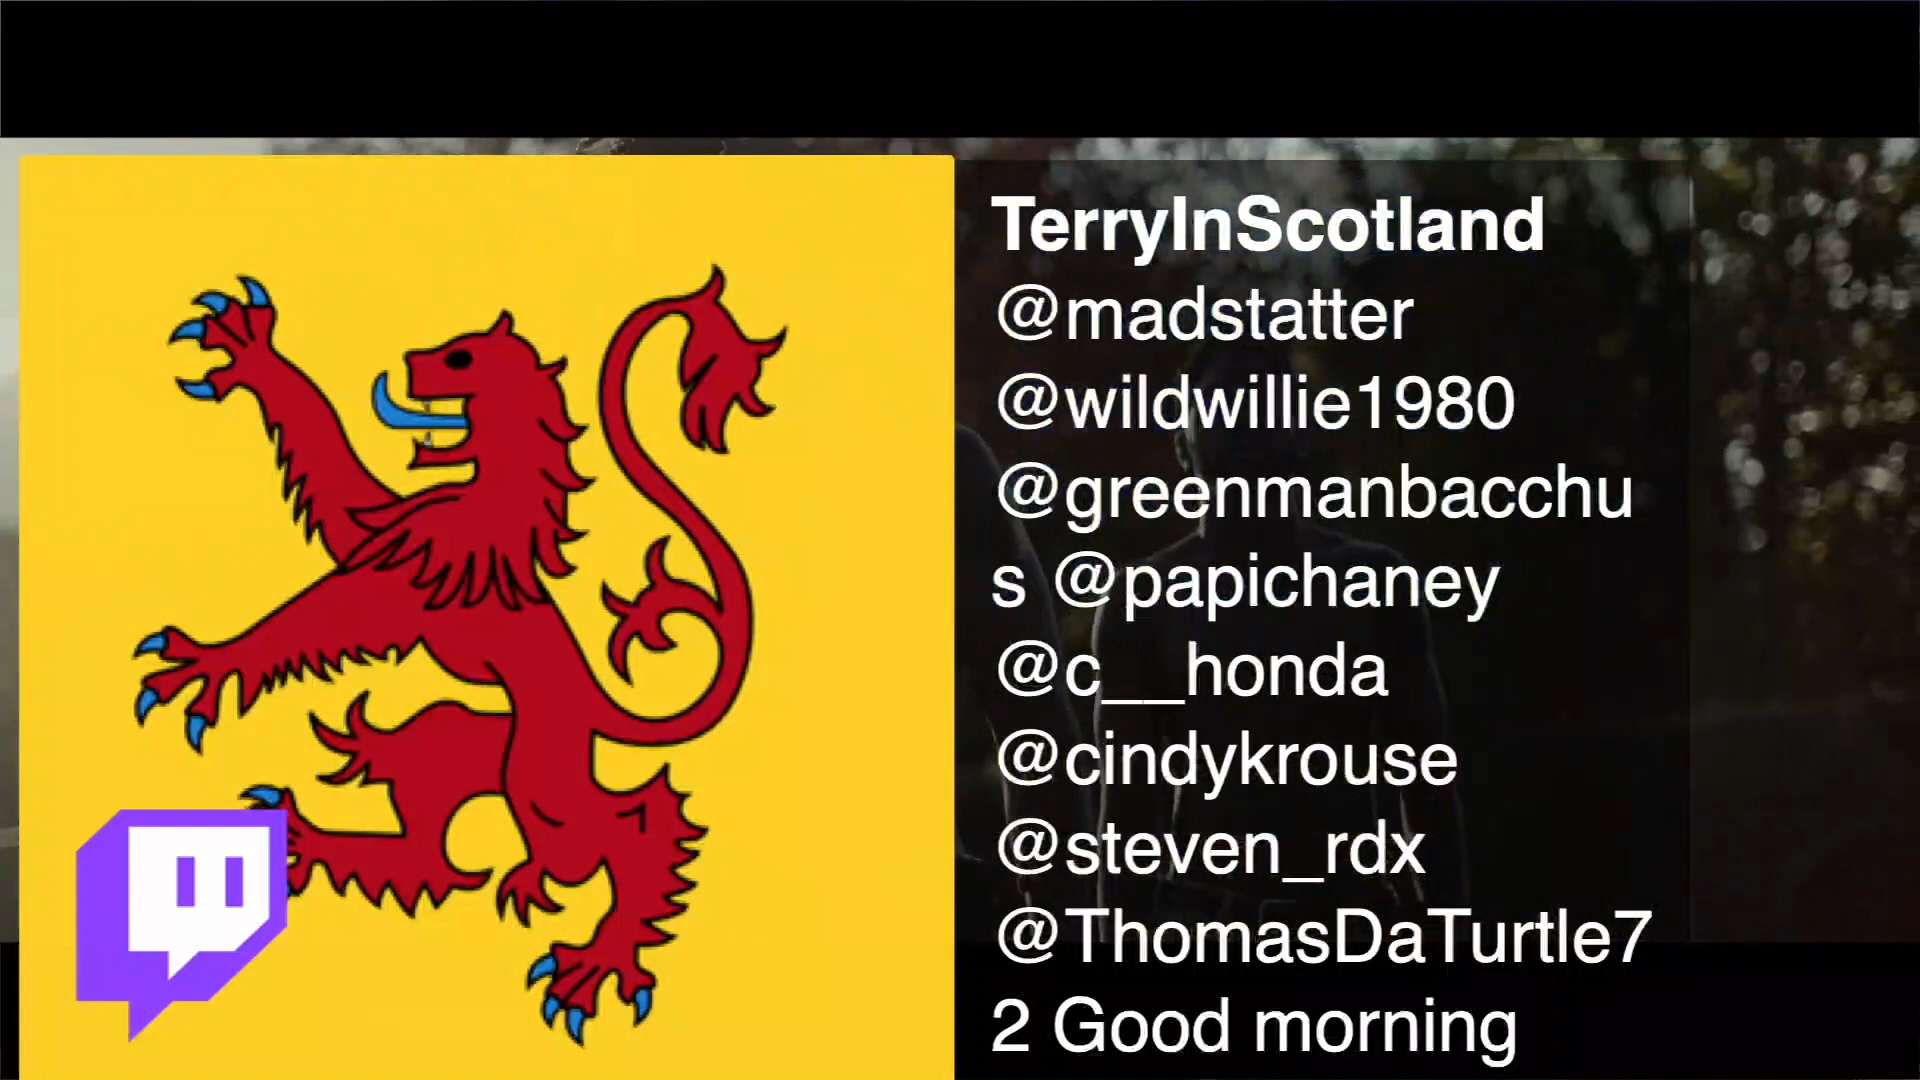 TerryInScotland
@madstatter
@wildwillie1980
@greenmanbacchu
s @papichaney
@c__honda
@cindykrouse
@steven_rdx
@ThomasDaTurtle7
2 Good morning